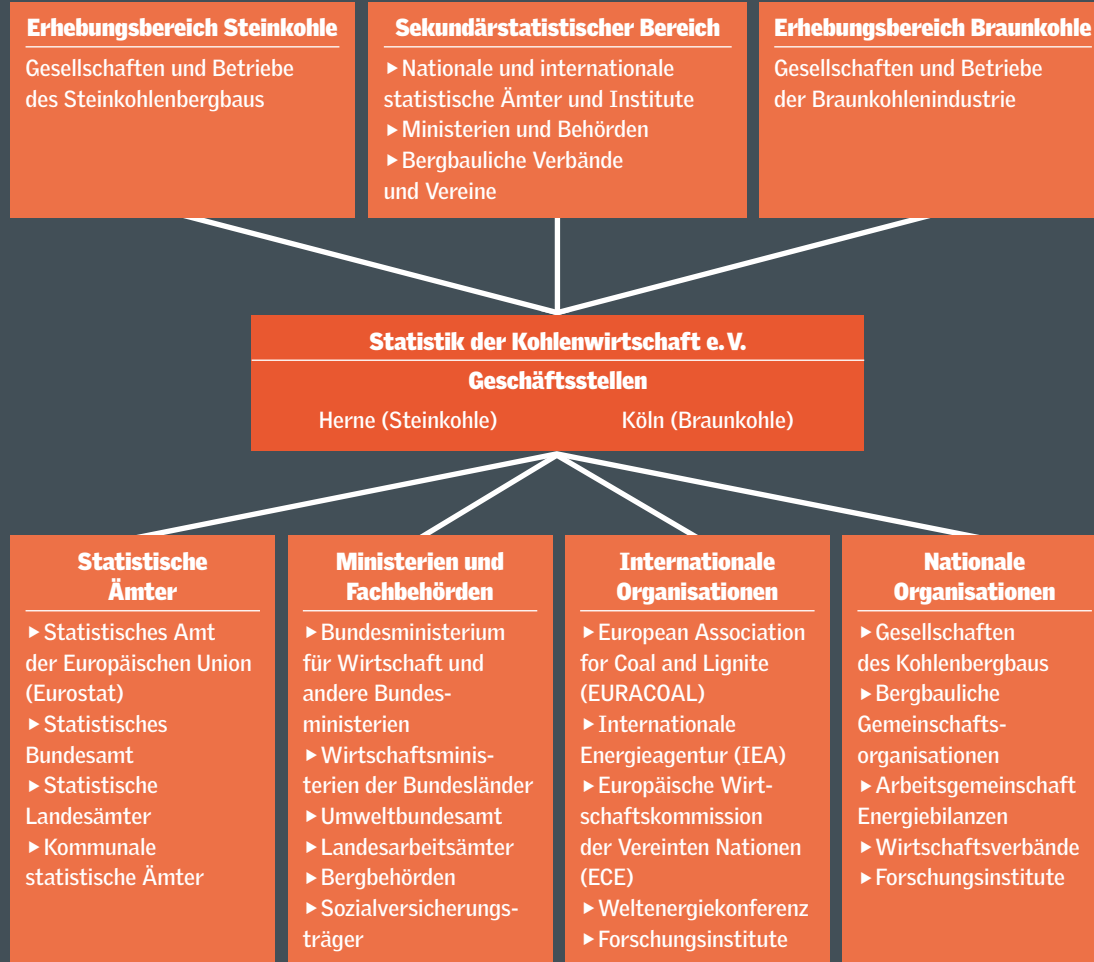 Erhebungsbereich Steinkohle
Gesellschaften und Betriebe
des Steinkohlenbergbaus
Sekundärstatistischer Bereich
▶ Nationale und internationale
statistische Ämter und Institute
▶ Ministerien und Behörden
▶ Bergbauliche Verbände
und Vereine
Erhebungsbereich Braunkohle
Gesellschaften und Betriebe
der Braunkohlenindustrie
Statistik der Kohlenwirtschaft e. V.
Geschäftsstellen
Herne (Steinkohle)
Köln (Braunkohle)
Statistische
Ämter
▶ Statistisches Amt
der Europäischen Union
(Eurostat)
▶ Statistisches
Bundesamt
▶ Statistische
Landesämter
▶ Kommunale
statistische Ämter
Ministerien und
Fachbehörden
▶ Bundesministerium
für Wirtschaft und
andere Bundes-
ministerien
▶ Wirtschaftsminis-
terien der Bundesländer
▶ Umweltbundesamt
▶ Landesarbeitsämter
▶ Bergbehörden
▶ Sozialversicherungs-
träger
Internationale
Organisationen
▶ European Association
for Coal and Lignite
(EURACOAL)
▶ Internationale
Energieagentur (IEA)
▶ Europäische Wirt-
schaftskommission
der Vereinten Nationen
(ECE)
▶ Weltenergiekonferenz
▶ Forschungsinstitute
Nationale
Organisationen
▶ Gesellschaften
des Kohlenbergbaus
▶ Bergbauliche
Gemeinschafts-
organisationen
▶ Arbeitsgemeinschaft
Energiebilanzen
▶ Wirtschaftsverbände
▶ Forschungsinstitute